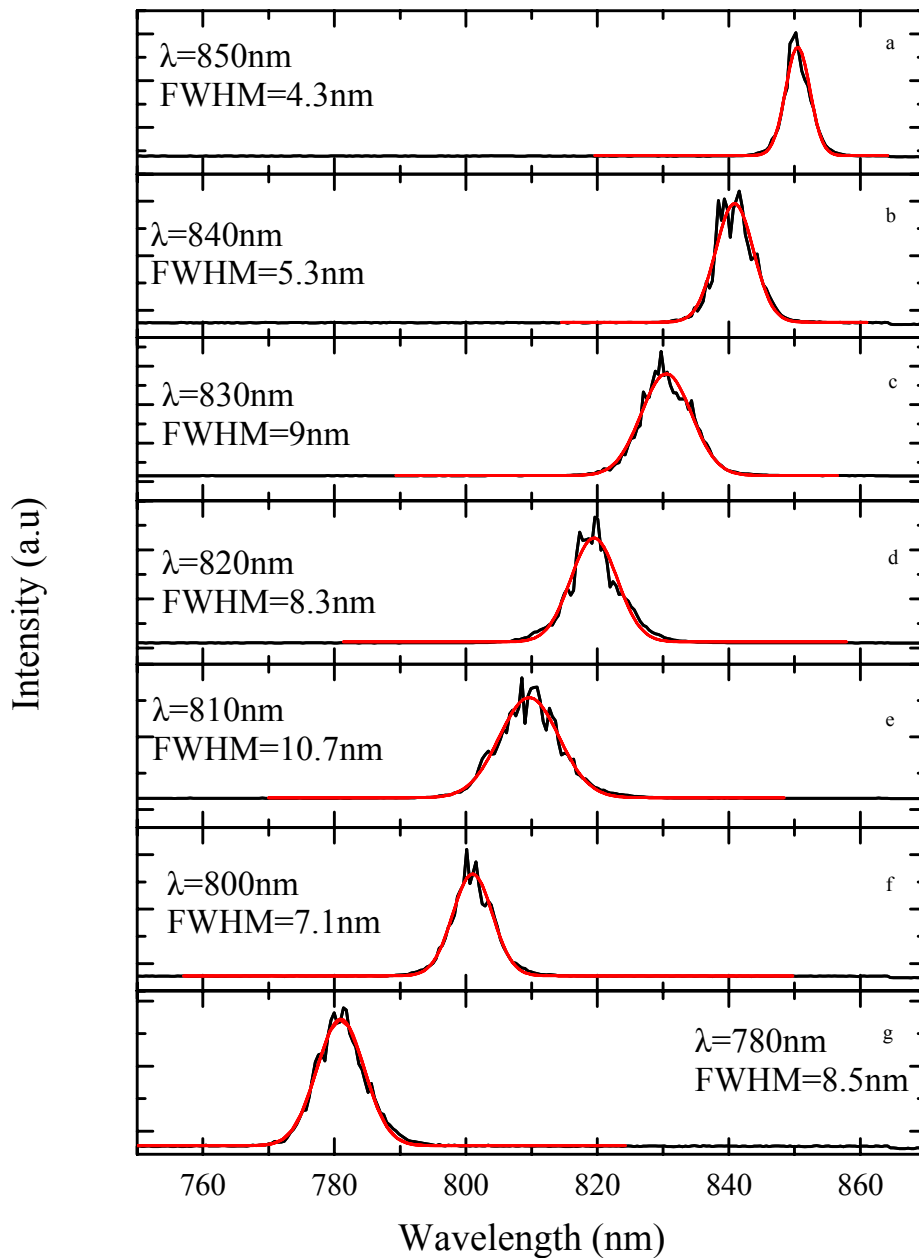 a
λ=850nm
FWHM=4.3nm
b
λ=840nm
FWHM=5.3nm
c
λ=830nm
FWHM=9nm
d
λ=820nm
FWHM=8.3nm
e
λ=810nm
FWHM=10.7nm
f
λ=800nm
FWHM=7.1nm
g
λ=780nm
FWHM=8.5nm
Intensity (a.u)
760 780 800 820 840 860
Wavelength (nm)